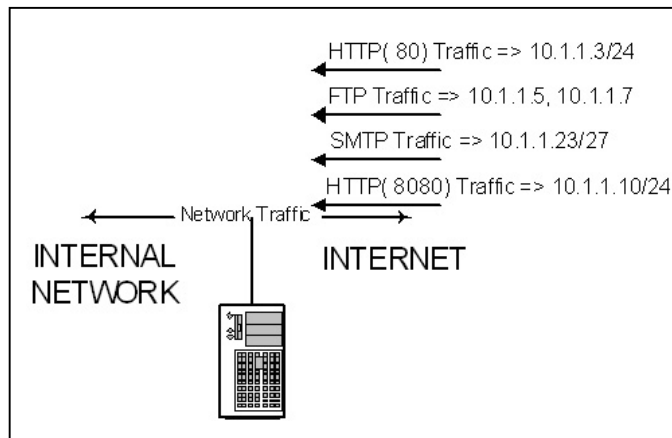 HTTP( 80) Traffic => 10.1.1.3/24
FTP Traffic => 10.1.1.5, 10.1.1.7
SMTP Traffic => 10.1.1.23/27
HTTP( 8080) Traffic => 10.1.1.10/24
Network Traffic
INTERNAL
NETWORK
INTERNET